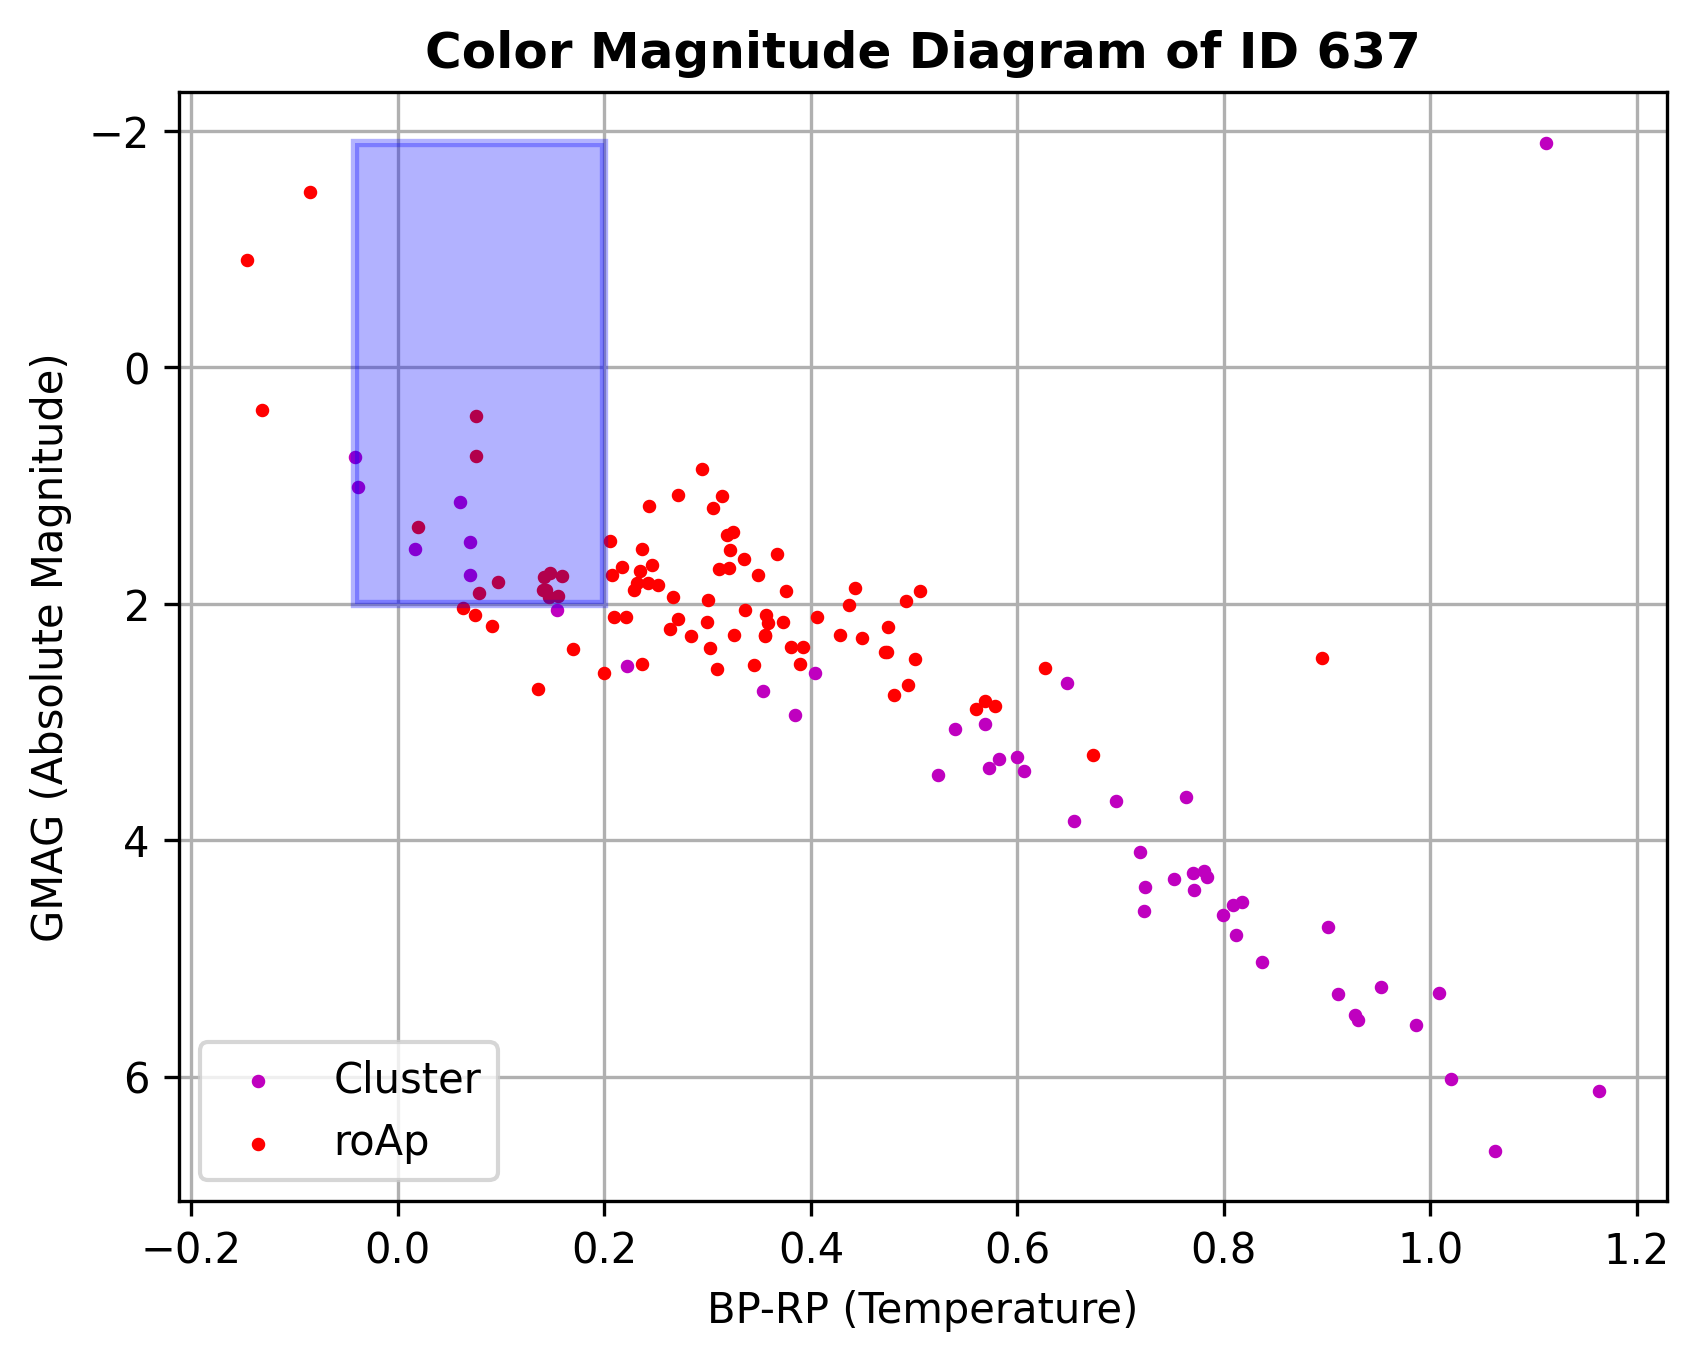 Color Magnitude Diagram of ID 637
GMAG (Absolute Magnitude)
−2
0
2
4
6
Cluster
roAp
−0.2 0.0 0.2 0.4 0.6 0.8 1.0 1.2
BP-RP (Temperature)